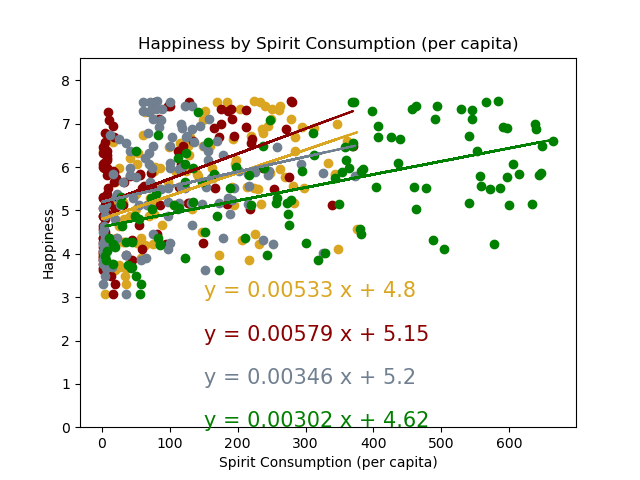 Happiness by Spirit Consumption (per capita)
8
7
6
5
4
3
2
1
0
Happiness
y = 0.00533 x + 4.8
y = 0.00579 x + 5.15
y = 0.00346 x + 5.2
y = 0.00302 x + 4.62
0 100 200 300 400 500 600
Spirit Consumption (per capita)